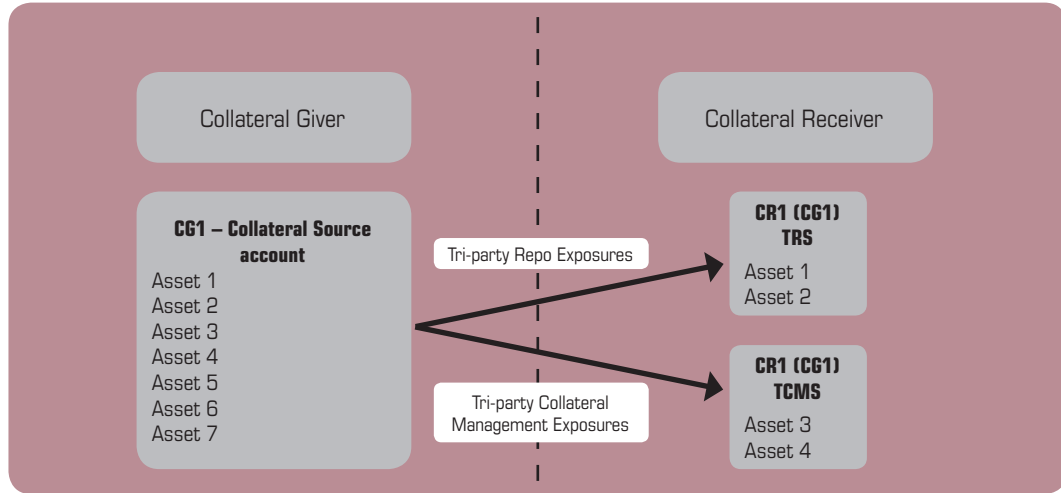 Collateral Giver
Collateral Receiver
CG1 – Collateral Source
account
Asset 1
Asset 2
Asset 3
Asset 4
Asset 5
Asset 6
Asset 7
Tri-party Repo Exposures
Tri-party Collateral
Management Exposures
CR1 (CG1)
TRS
Asset 1
Asset 2
CR1 (CG1)
TCMS
Asset 3
Asset 4